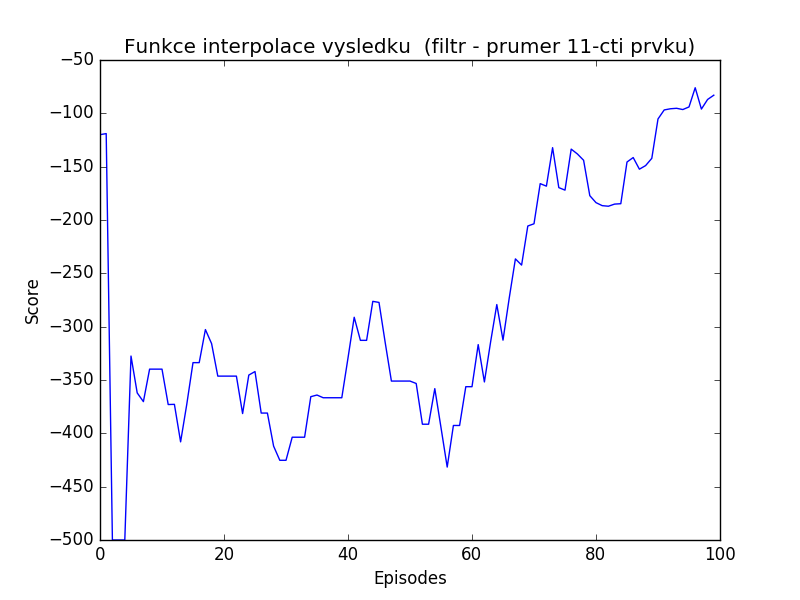 Funkce interpolace vysledku  (filtr - prumer 11-cti prvku)
−50
−100
−150
−200
−250
−300
−350
−400
−450
−500
Score
0 20 40 60 80 100
Episodes